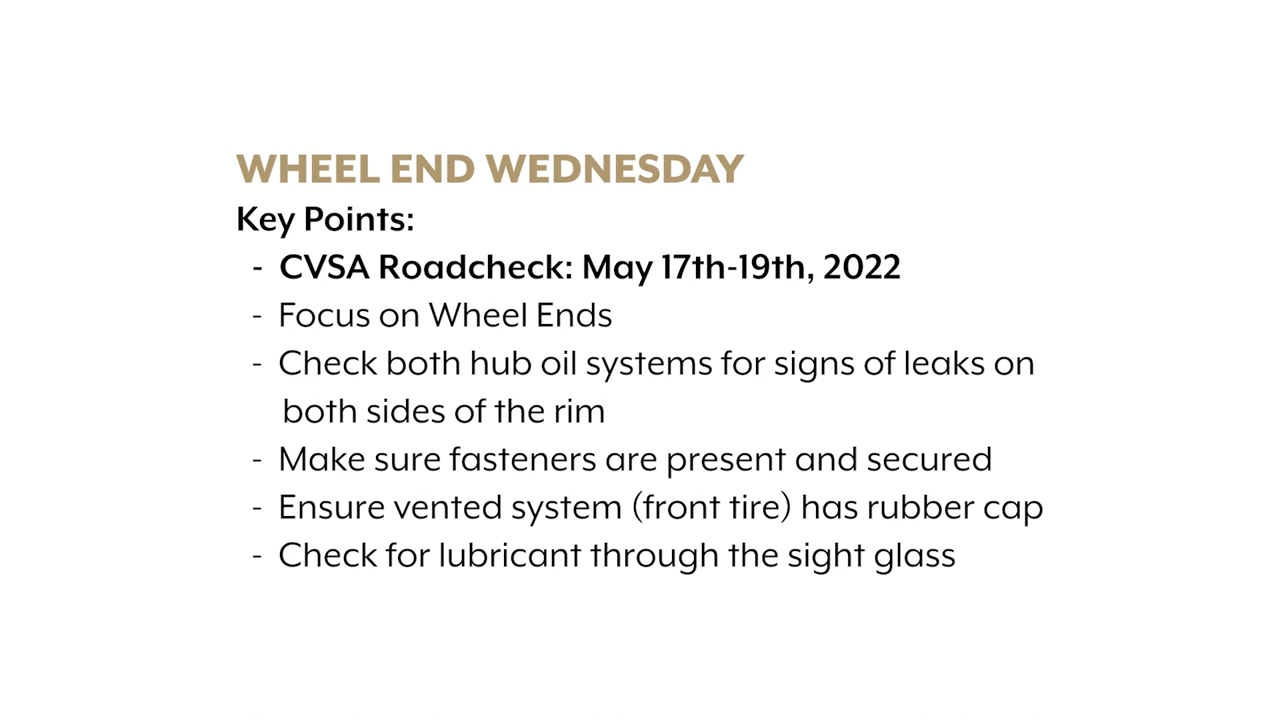 WHEEL END WEDNESDAY
Key Points:
- CVSA Roadcheck: May 17th-19th, 2022
- Focus on Wheel Ends
- Check both hub oil systems for signs of leaks on
both sides of the rim
- Make sure fasteners are present and secured
- Ensure vented system (front tire) has rubber cap
- Check for lubricant through the sight glass